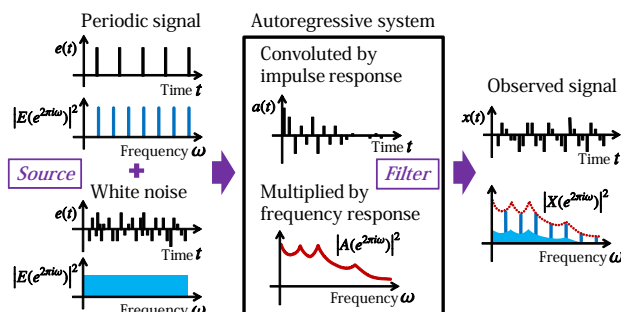 Periodic signal
e(t)
Time t
|E(e^{2πiω})|^2
Frequency ω
Source
+
White noise
e(t)
Time t
|E(e^{2πiω})|^2
Frequency ω
Autoregressive system
Convoluted by
impulse response
a(t)
Time t
Filter
Multiplied by
frequency response
|A(e^{2πiω})|^2
Frequency ω
Observed signal
x(t)
Time t
|X(e^{2πiω})|^2
Frequency ω